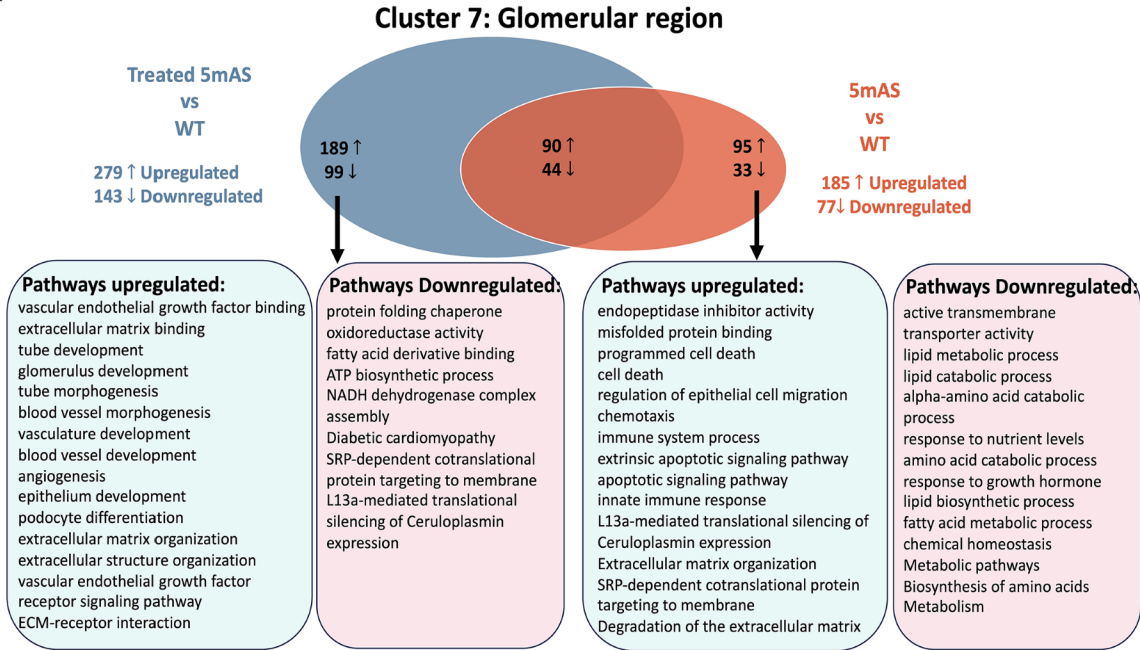 Cluster 7: Glomerular region
Treated 5mAS
vs
WT
279 ↑ Upregulated
143 ↓ Downregulated
189 ↑
99 ↓
90 ↑
44 ↓
95 ↑
33 ↓
5mAS
vs
WT
185 ↑ Upregulated
77↓ Downregulated
Pathways upregulated:
vascular endothelial growth factor binding
extracellular matrix binding
tube development
glomerulus development
tube morphogenesis
blood vessel morphogenesis
vasculature development
blood vessel development
angiogenesis
epithelium development
podocyte differentiation
extracellular matrix organization
extracellular structure organization
vascular endothelial growth factor
receptor signaling pathway
ECM-receptor interaction
Pathways Downregulated:
protein folding chaperone
oxidoreductase activity
fatty acid derivative binding
ATP biosynthetic process
NADH dehydrogenase complex
assembly
Diabetic cardiomyopathy
SRP-dependent cotranslational
protein targeting to membrane
L13a-mediated translational
silencing of Ceruloplasmin
expression
Pathways upregulated:
endopeptidase inhibitor activity
misfolded protein binding
programmed cell death
cell death
regulation of epithelial cell migration
chemotaxis
immune system process
extrinsic apoptotic signaling pathway
apoptotic signaling pathway
innate immune response
L13a-mediated translational silencing of
Ceruloplasmin expression
Extracellular matrix organization
SRP-dependent cotranslational protein
targeting to membrane
Degradation of the extracellular matrix
Pathways Downregulated:
active transmembrane
transporter activity
lipid metabolic process
lipid catabolic process
alpha-amino acid catabolic
process
response to nutrient levels
amino acid catabolic process
response to growth hormone
lipid biosynthetic process
fatty acid metabolic process
chemical homeostasis
Metabolic pathways
Biosynthesis of amino acids
Metabolism